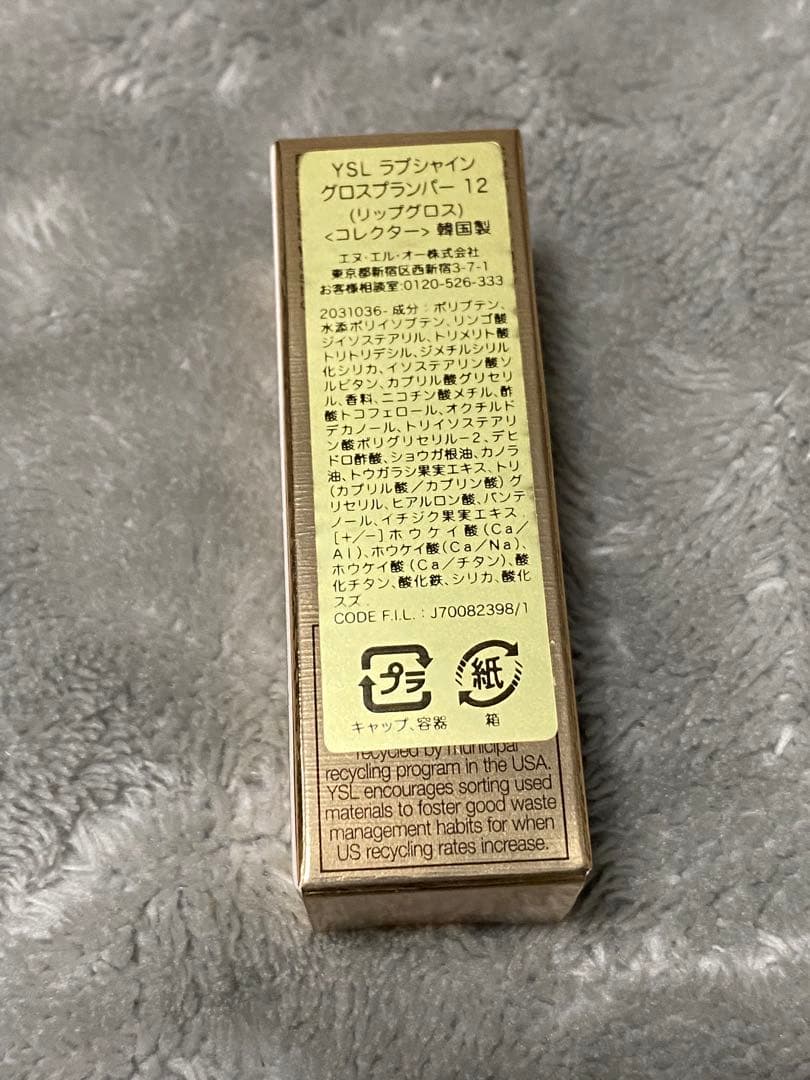 YSL ラブシャイン
グロスプランパー 12
(リップグロス)
<コレクター> 韓国製
エヌ・エル・オー株式会社
東京都新宿区西新宿3-7-1
お客様相談室:0120-526-333
2031036- 成分：ポリブテン、
水添ポリイソブテン、リンゴ酸
ジイソステアリル、トリメリト酸
トリトリデシル、ジメチルシリル
化シリカ、イソステアリン酸ソ
ルビタン、カプリル酸グリセリ
ル、香料、ニコチン酸メチル、酢
酸トコフェロール、オクチルド
デカノール、トリイソステアリ
ン酸ポリグリセリル－2、デヒ
ドロ酢酸、ショウガ根油、カノラ
油、トウガラシ果実エキス、トリ
(カプリル酸／カプリン酸) グ
リセリル、ヒアルロン酸、パンテ
ノール、イチジク果実エキス
[+/−] ホウケイ酸 (Ca／
Al)、ホウケイ酸 (Ca／Na)、
ホウケイ酸 (Ca／チタン)、酸
化チタン、酸化鉄、シリカ、酸化
スズ
CODE F.I.L. : J70082398/1
プラ 紙
キャップ、容器 箱
recycled by municipal
recycling program in the USA.
YSL encourages sorting used
materials to foster good waste
management habits for when
US recycling rates increase.